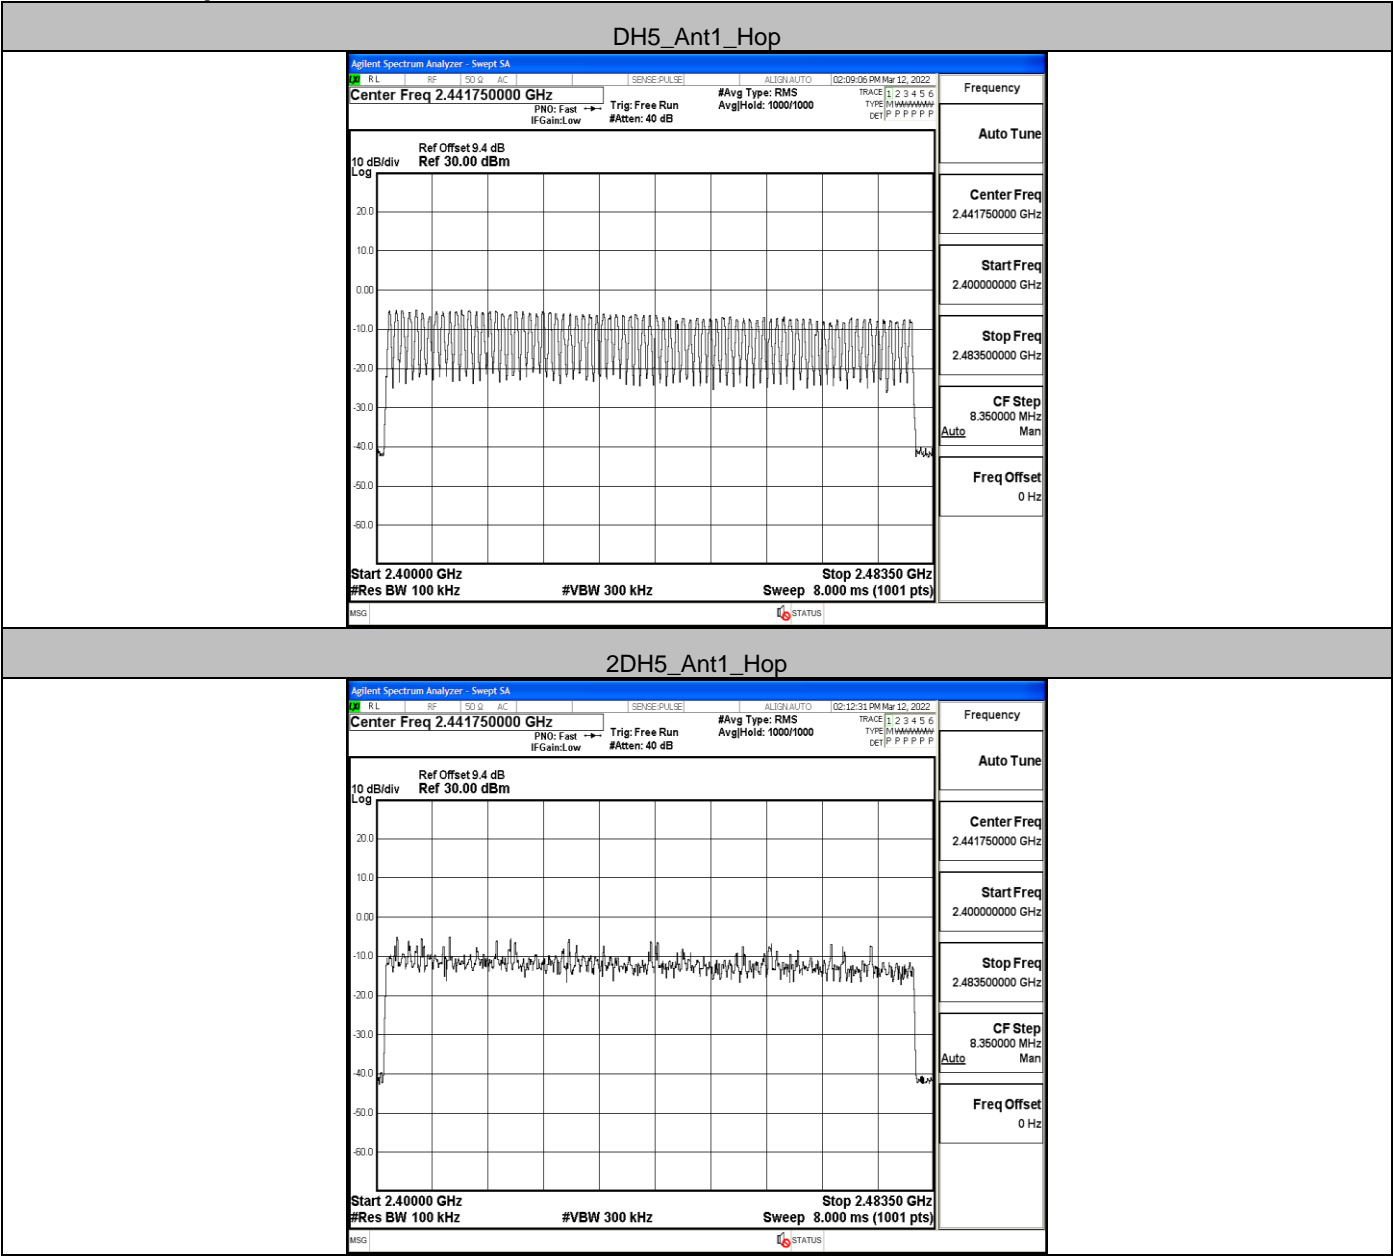 DH5_Ant1_Hop
Agilent Spectrum Analyzer - Swept SA
LXI RL RF 50 Ω AC SENSE:PULSE ALIGN AUTO 02:09:06 PM Mar 12, 2022
Center Freq 2.441750000 GHz
PNO: Fast
IFGain:Low
Trig: Free Run
#Atten: 40 dB
#Avg Type: RMS
Avg|Hold: 1000/1000
TRACE 1 2 3 4 5 6
TYPE M WWWWW
DET P P P P P P
Frequency
Auto Tune
Center Freq
2.441750000 GHz
Start Freq
2.400000000 GHz
Stop Freq
2.483500000 GHz
CF Step
8.350000 MHz
Auto Man
Freq Offset
0 Hz
Ref Offset 9.4 dB
10 dB/div Ref 30.00 dBm
Log
20.0
10.0
0.00
-10.0
-20.0
-30.0
-40.0
-50.0
-60.0
Start 2.40000 GHz Stop 2.48350 GHz
#Res BW 100 kHz #VBW 300 kHz Sweep 8.000 ms (1001 pts)
MSG STATUS
2DH5_Ant1_Hop
Agilent Spectrum Analyzer - Swept SA
LXI RL RF 50 Ω AC SENSE:PULSE ALIGN AUTO 02:12:31 PM Mar 12, 2022
Center Freq 2.441750000 GHz
PNO: Fast
IFGain:Low
Trig: Free Run
#Atten: 40 dB
#Avg Type: RMS
Avg|Hold: 1000/1000
TRACE 1 2 3 4 5 6
TYPE M WWWWW
DET P P P P P P
Frequency
Auto Tune
Center Freq
2.441750000 GHz
Start Freq
2.400000000 GHz
Stop Freq
2.483500000 GHz
CF Step
8.350000 MHz
Auto Man
Freq Offset
0 Hz
Ref Offset 9.4 dB
10 dB/div Ref 30.00 dBm
Log
20.0
10.0
0.00
-10.0
-20.0
-30.0
-40.0
-50.0
-60.0
Start 2.40000 GHz Stop 2.48350 GHz
#Res BW 100 kHz #VBW 300 kHz Sweep 8.000 ms (1001 pts)
MSG STATUS